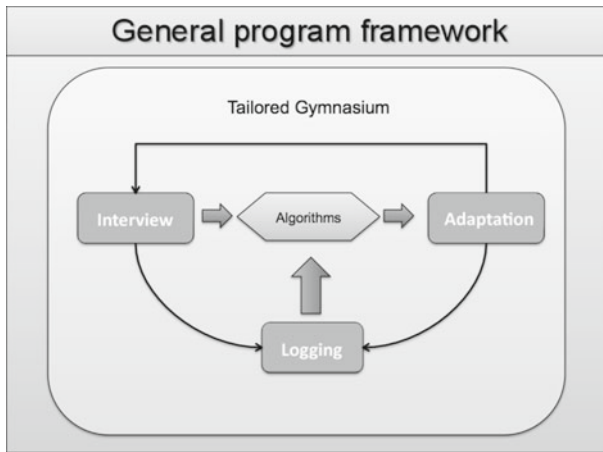 General program framework
Tailored Gymnasium
Interview
Algorithms
Adaptation
Logging